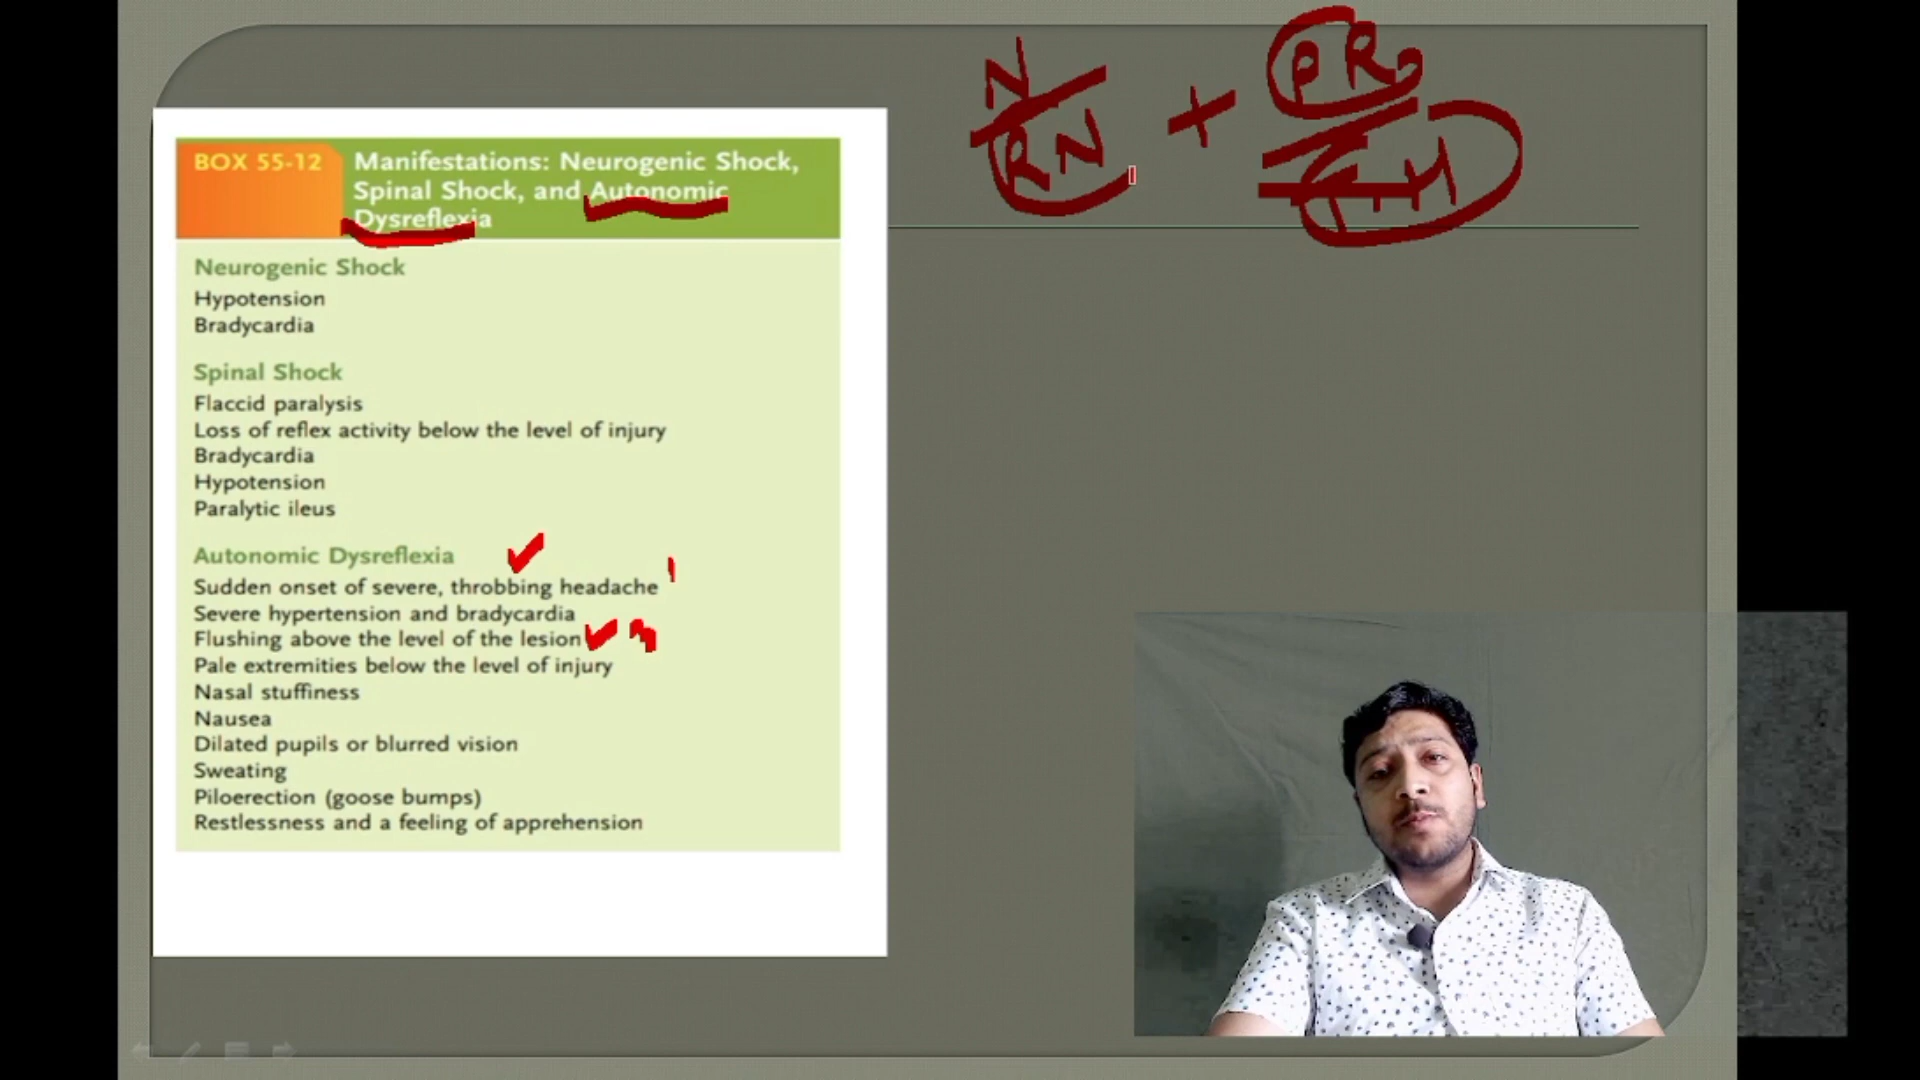 N
RN + PR
TH
BOX 55-12 Manifestations: Neurogenic Shock,
Spinal Shock, and Autonomic
Dysreflexia
Neurogenic Shock
Hypotension
Bradycardia
Spinal Shock
Flaccid paralysis
Loss of reflex activity below the level of injury
Bradycardia
Hypotension
Paralytic ileus
Autonomic Dysreflexia
Sudden onset of severe, throbbing headache
Severe hypertension and bradycardia
Flushing above the level of the lesion
Pale extremities below the level of injury
Nasal stuffiness
Nausea
Dilated pupils or blurred vision
Sweating
Piloerection (goose bumps)
Restlessness and a feeling of apprehension